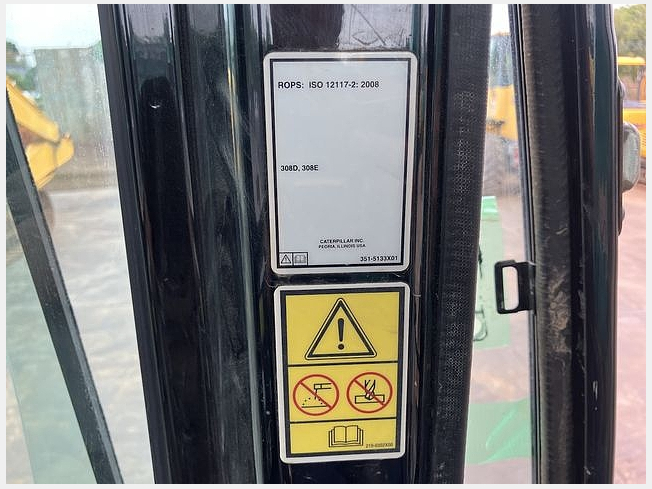 ROPS: ISO 12117-2: 2008
308D, 308E
CATERPILLAR INC.
PEORIA, ILLINOIS USA
351-5133X01